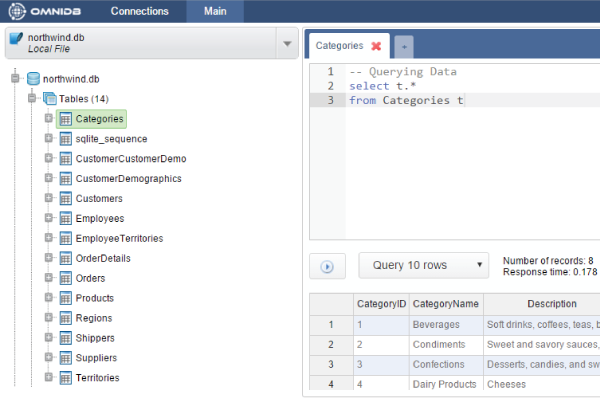 OMNIDB Connections Main
northwind.db
Local File
northwind.db
Tables (14)
Categories
sqlite_sequence
CustomerCustomerDemo
CustomerDemographics
Customers
Employees
EmployeeTerritories
OrderDetails
Orders
Products
Regions
Shippers
Suppliers
Territories
Categories +
1 -- Querying Data
2 select t.*
3 from Categories t
Query 10 rows
Number of records: 8
Response time: 0.178
CategoryID CategoryName Description
1 1 Beverages Soft drinks, coffees, teas, b
2 2 Condiments Sweet and savory sauces,
3 3 Confections Desserts, candies, and sw
4 4 Dairy Products Cheeses